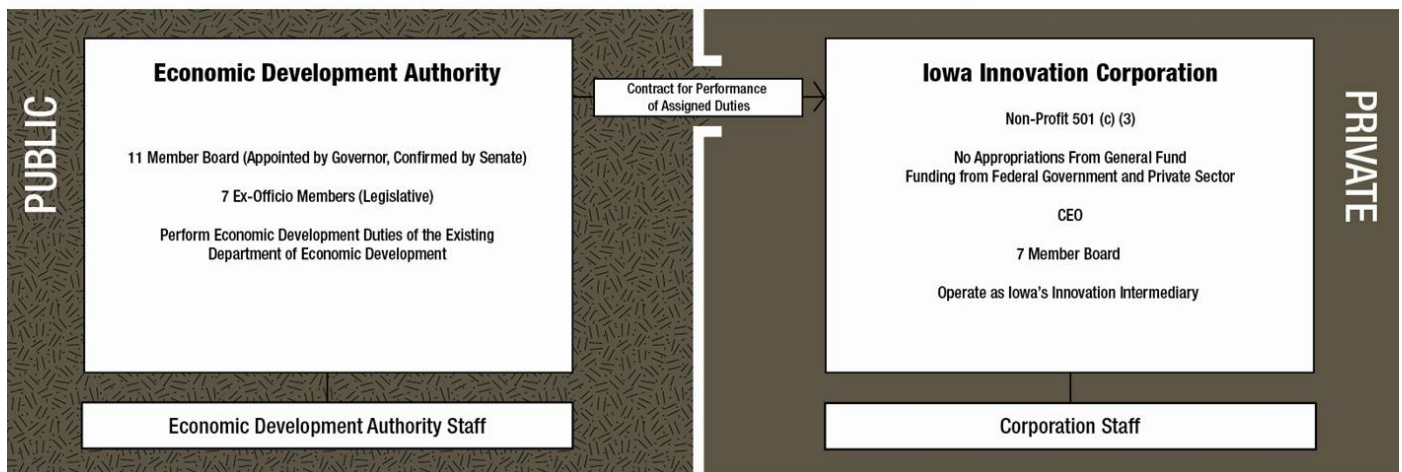 PUBLIC
Economic Development Authority
11 Member Board (Appointed by Governor, Confirmed by Senate)
7 Ex-Officio Members (Legislative)
Perform Economic Development Duties of the Existing
Department of Economic Development
Economic Development Authority Staff
Contract for Performance
of Assigned Duties
Iowa Innovation Corporation
Non-Profit 501 (c) (3)
No Appropriations From General Fund
Funding from Federal Government and Private Sector
CEO
7 Member Board
Operate as Iowa's Innovation Intermediary
Corporation Staff
PRIVATE